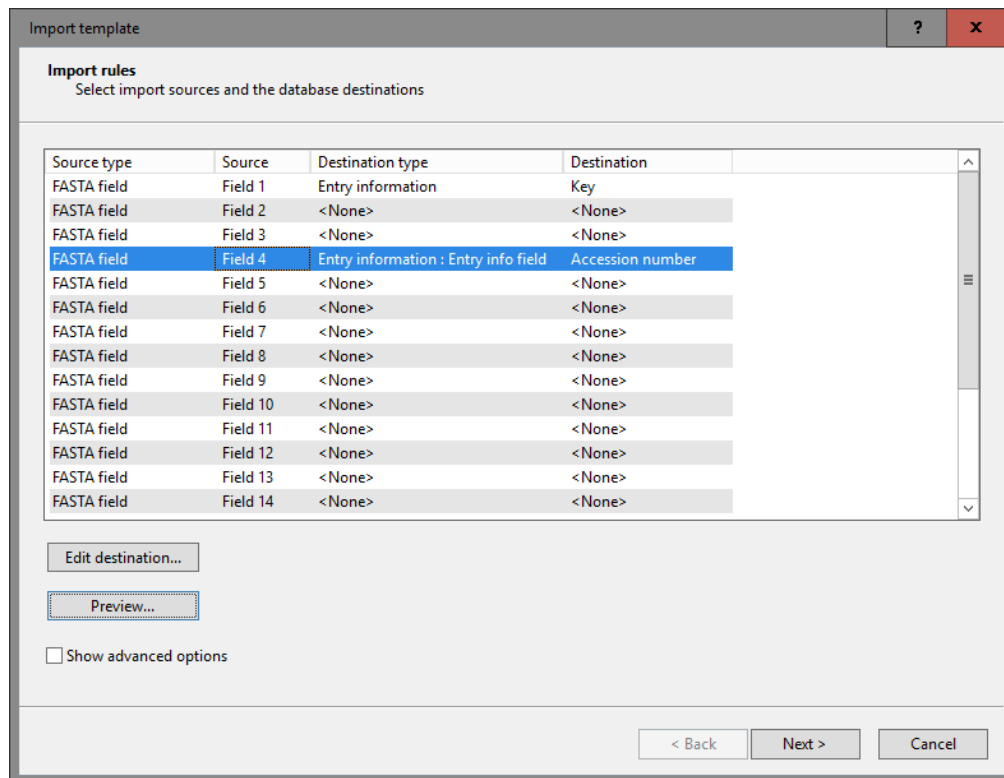 Import template ? x
Import rules
Select import sources and the database destinations
Source type Source Destination type Destination
FASTA field Field 1 Entry information Key
FASTA field Field 2 <None> <None>
FASTA field Field 3 <None> <None>
FASTA field Field 4 Entry information : Entry info field Accession number
FASTA field Field 5 <None> <None>
FASTA field Field 6 <None> <None>
FASTA field Field 7 <None> <None>
FASTA field Field 8 <None> <None>
FASTA field Field 9 <None> <None>
FASTA field Field 10 <None> <None>
FASTA field Field 11 <None> <None>
FASTA field Field 12 <None> <None>
FASTA field Field 13 <None> <None>
FASTA field Field 14 <None> <None>
Edit destination...
Preview...
Show advanced options
< Back Next > Cancel